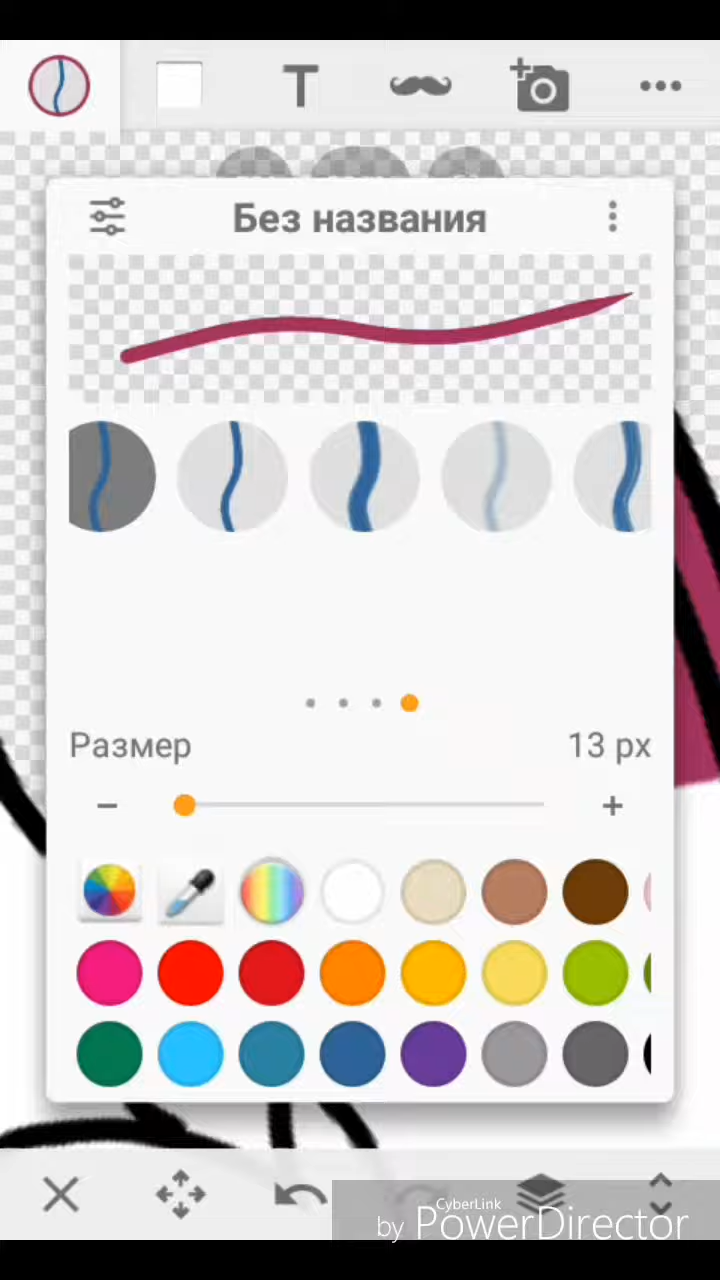 T
Без названия
Размер
13 px
CyberLink
by PowerDirector